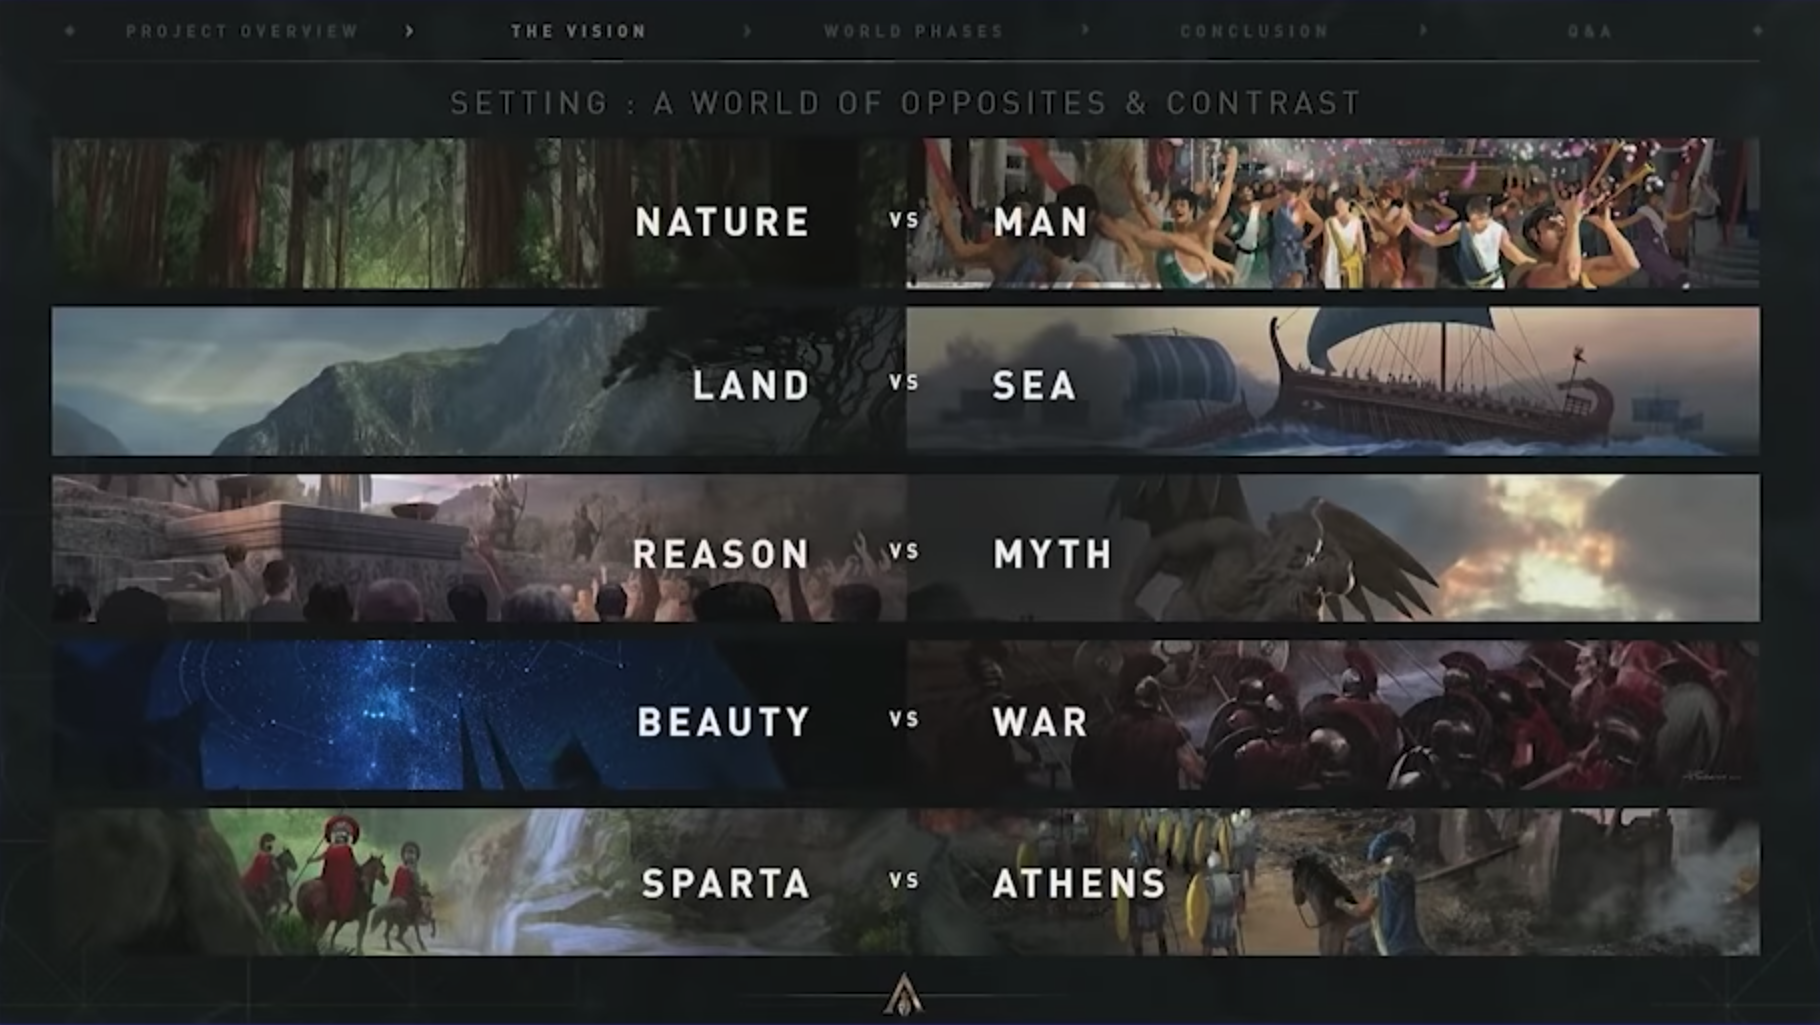 PROJECT OVERVIEW > THE VISION > WORLD PHASES > CONCLUSION > Q&A
SETTING : A WORLD OF OPPOSITES & CONTRAST
NATURE VS MAN
LAND VS SEA
REASON VS MYTH
BEAUTY VS WAR
SPARTA VS ATHENS